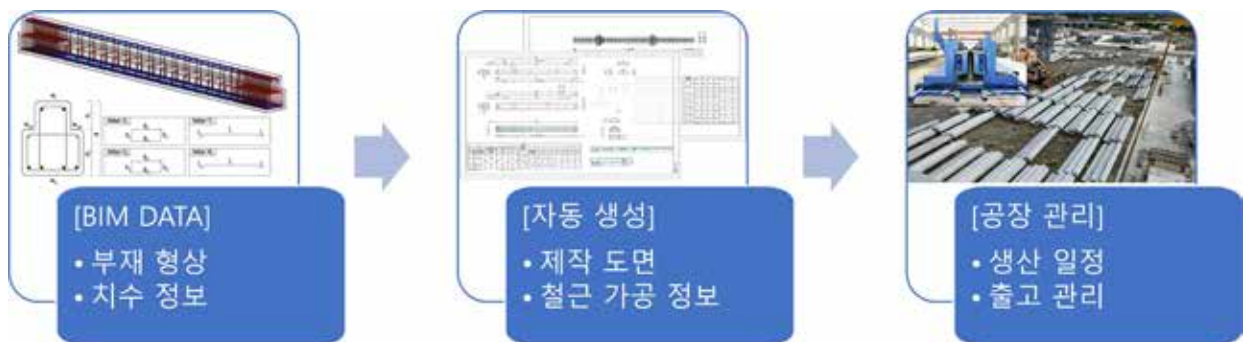 [BIM DATA]
• 부재 형상
• 치수 정보
[자동 생성]
• 제작 도면
• 철근 가공 정보
[공장 관리]
• 생산 일정
• 출고 관리